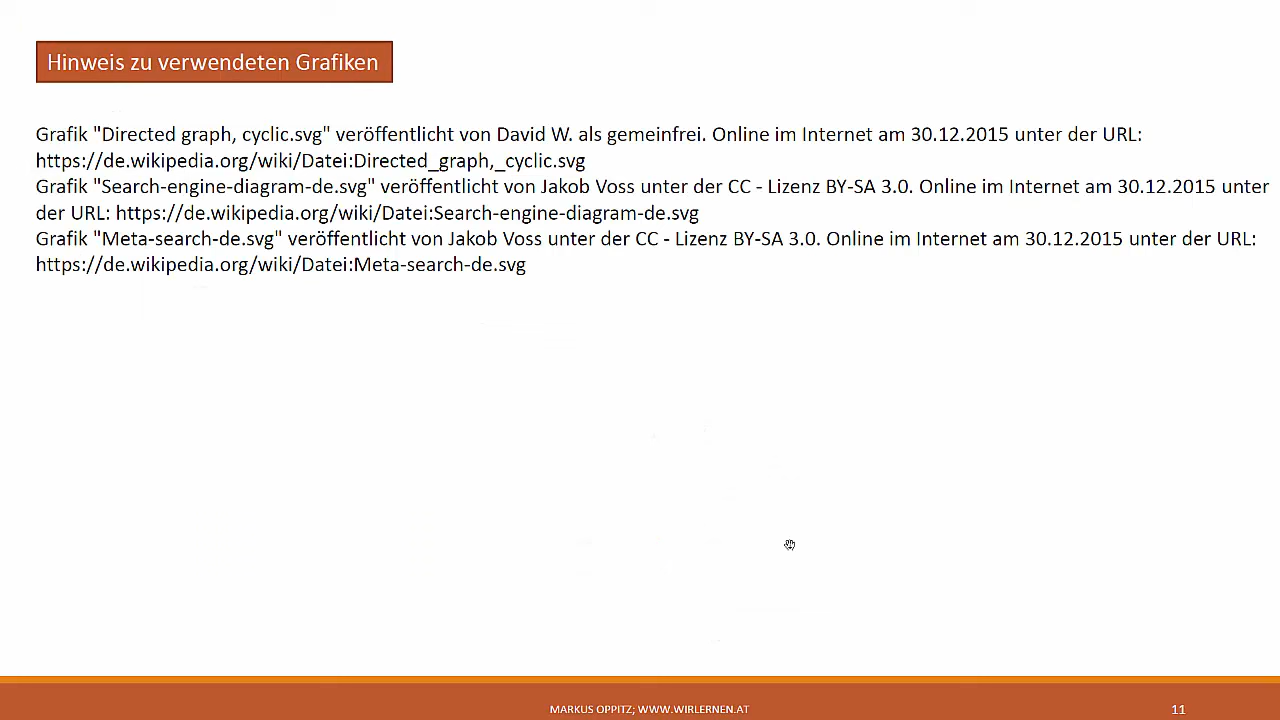 Hinweis zu verwendeten Grafiken
Grafik "Directed graph, cyclic.svg" veröffentlicht von David W. als gemeinfrei. Online im Internet am 30.12.2015 unter der URL:
https://de.wikipedia.org/wiki/Datei:Directed_graph,_cyclic.svg
Grafik "Search-engine-diagram-de.svg" veröffentlicht von Jakob Voss unter der CC - Lizenz BY-SA 3.0. Online im Internet am 30.12.2015 unter
der URL: https://de.wikipedia.org/wiki/Datei:Search-engine-diagram-de.svg
Grafik "Meta-search-de.svg" veröffentlicht von Jakob Voss unter der CC - Lizenz BY-SA 3.0. Online im Internet am 30.12.2015 unter der URL:
https://de.wikipedia.org/wiki/Datei:Meta-search-de.svg
MARKUS OPPITZ; WWW.WIRLERNEN.AT
11